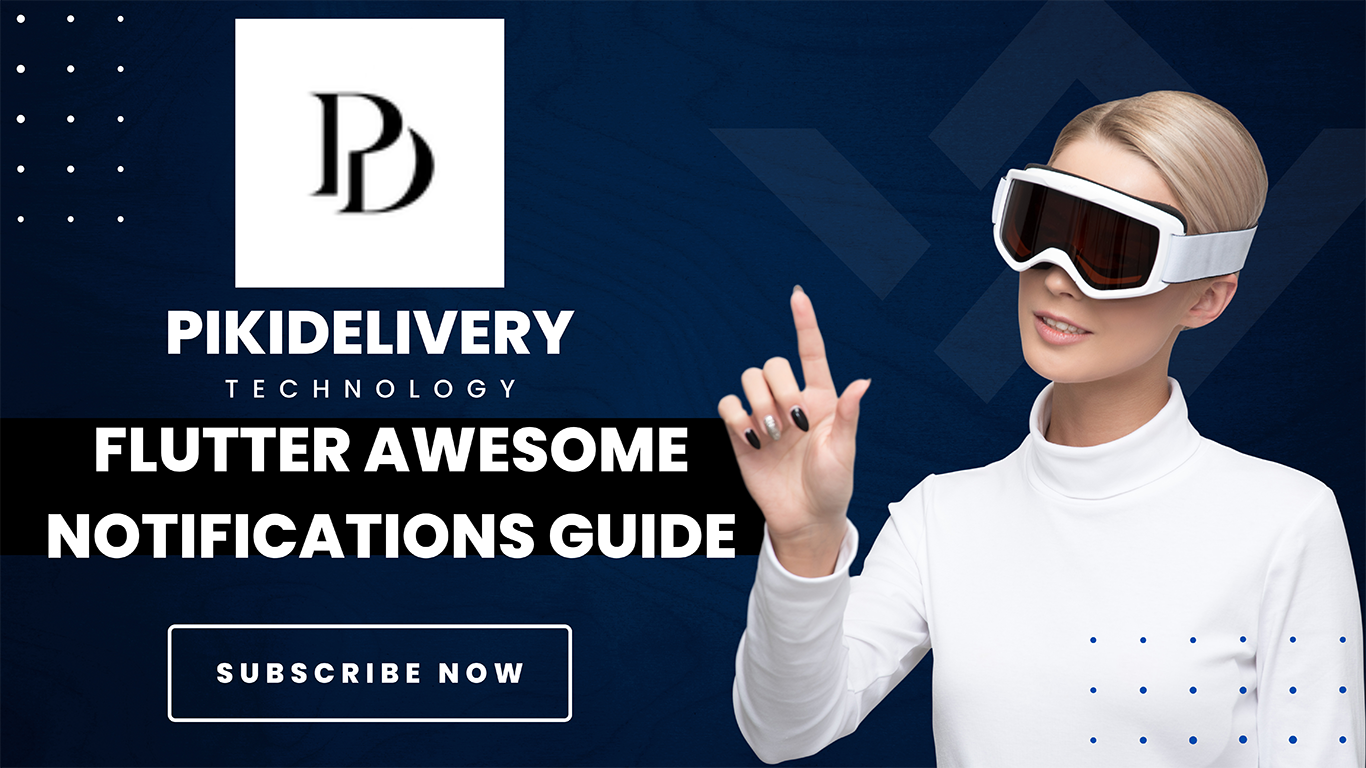 PD
PIKIDELIVERY
TECHNOLOGY
FLUTTER AWESOME
NOTIFICATIONS GUIDE
SUBSCRIBE NOW